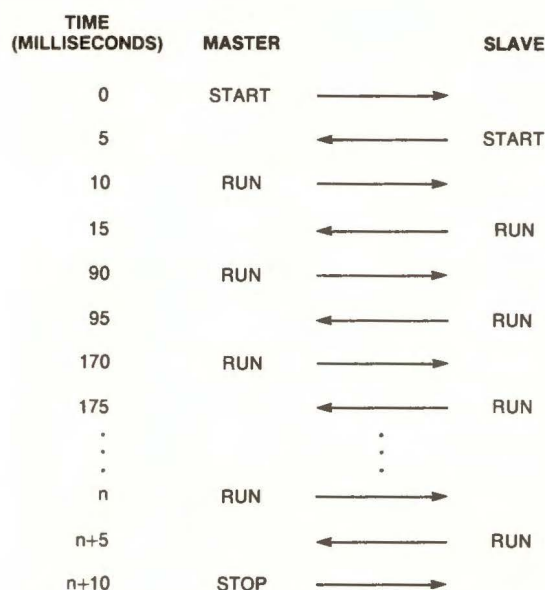 TIME
(MILLISECONDS) MASTER SLAVE
0 START
5 START
10 RUN
15 RUN
90 RUN
95 RUN
170 RUN
175 RUN
n RUN
n+5 RUN
n+10 STOP